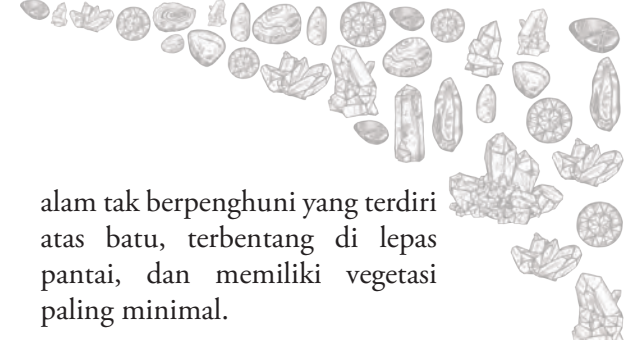 alam tak berpenghuni yang terdiri
atas batu, terbentang di lepas
pantai, dan memiliki vegetasi
paling minimal.